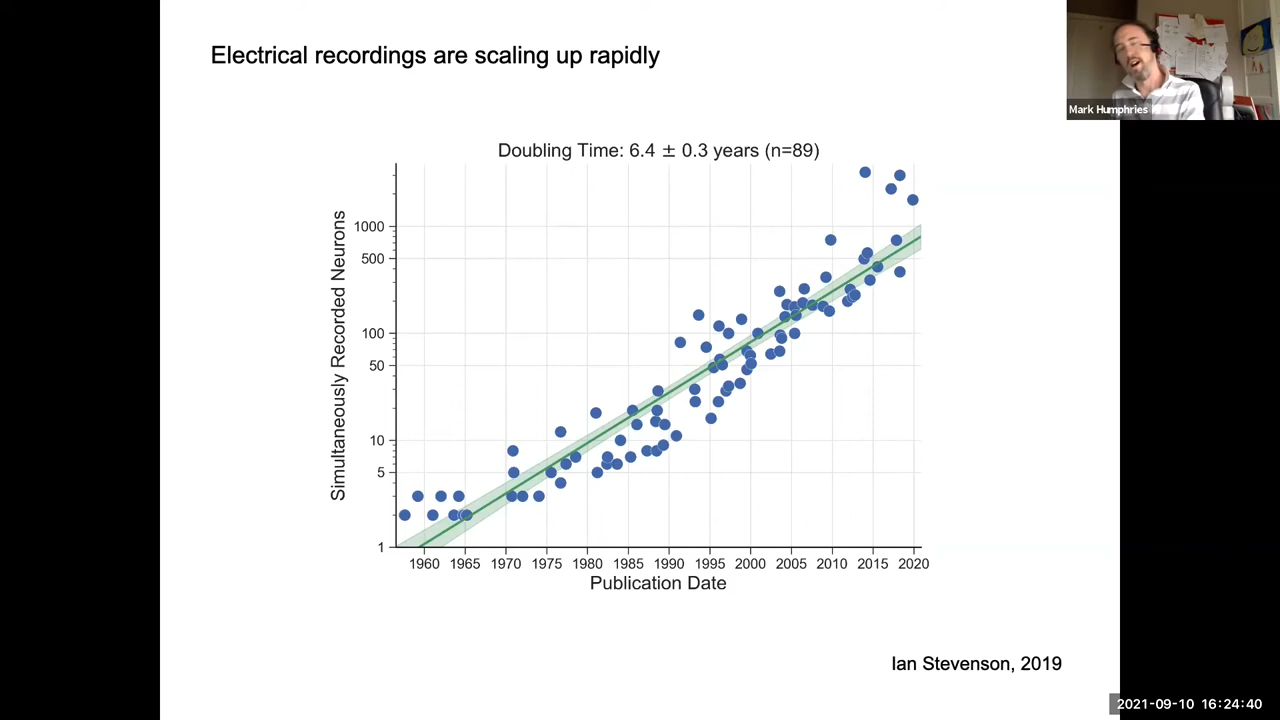 Electrical recordings are scaling up rapidly
Mark Humphries
Doubling Time: 6.4 ± 0.3 years (n=89)
Simultaneously Recorded Neurons
1000
500
100
50
10
5
1
1960 1965 1970 1975 1980 1985 1990 1995 2000 2005 2010 2015 2020
Publication Date
Ian Stevenson, 2019
2021-09-10 16:24:40